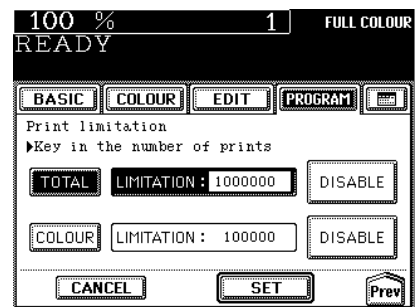 100 % 1 FULL COLOUR
READY
BASIC COLOUR EDIT PROGRAM
Print limitation
▶Key in the number of prints
TOTAL LIMITATION : 1000000 DISABLE
COLOUR LIMITATION : 100000 DISABLE
CANCEL SET Prev